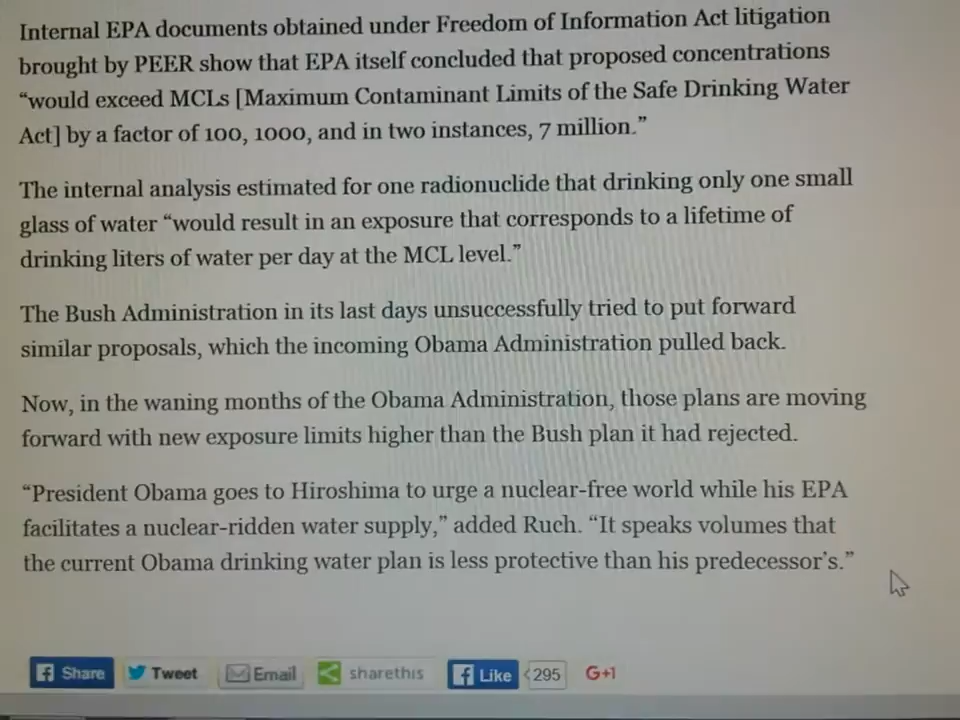 Internal EPA documents obtained under Freedom of Information Act litigation
brought by PEER show that EPA itself concluded that proposed concentrations
“would exceed MCLs [Maximum Contaminant Limits of the Safe Drinking Water
Act] by a factor of 100, 1000, and in two instances, 7 million.”
The internal analysis estimated for one radionuclide that drinking only one small
glass of water “would result in an exposure that corresponds to a lifetime of
drinking liters of water per day at the MCL level.”
The Bush Administration in its last days unsuccessfully tried to put forward
similar proposals, which the incoming Obama Administration pulled back.
Now, in the waning months of the Obama Administration, those plans are moving
forward with new exposure limits higher than the Bush plan it had rejected.
“President Obama goes to Hiroshima to urge a nuclear-free world while his EPA
facilitates a nuclear-ridden water supply,” added Ruch. “It speaks volumes that
the current Obama drinking water plan is less protective than his predecessor’s.”
f Share Tweet Email sharethis f Like 295 G+1